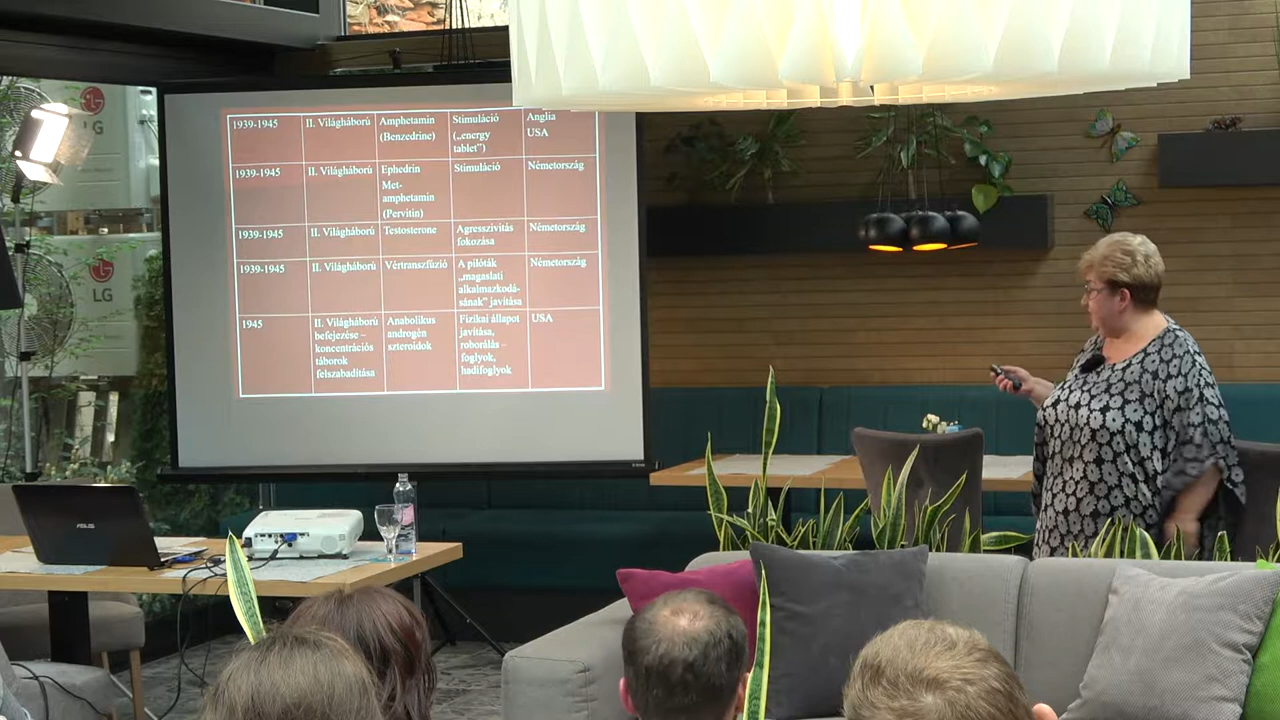 1939-1945 II. Világháború Amphetamin Stimuláció Anglia
(Benzedrine) („energy USA
tablet”)
1939-1945 II. Világháború Ephedrin Stimuláció Németország
Met-
amphetamin
(Pervitin)
1939-1945 II. Világháború Testosterone Agresszivitás Németország
fokozása
1939-1945 II. Világháború Vértranszfúzió A pilóták Németország
„magaslati
alkalmazkodá-
sának” javítása
1945 II. Világháború Anabolikus Fizikai állapot USA
befejezése – androgén javítása,
koncentrációs szteroidok roborálás –
táborok foglyok,
felszabadítása hadifoglyok
LG
LG
ASUS